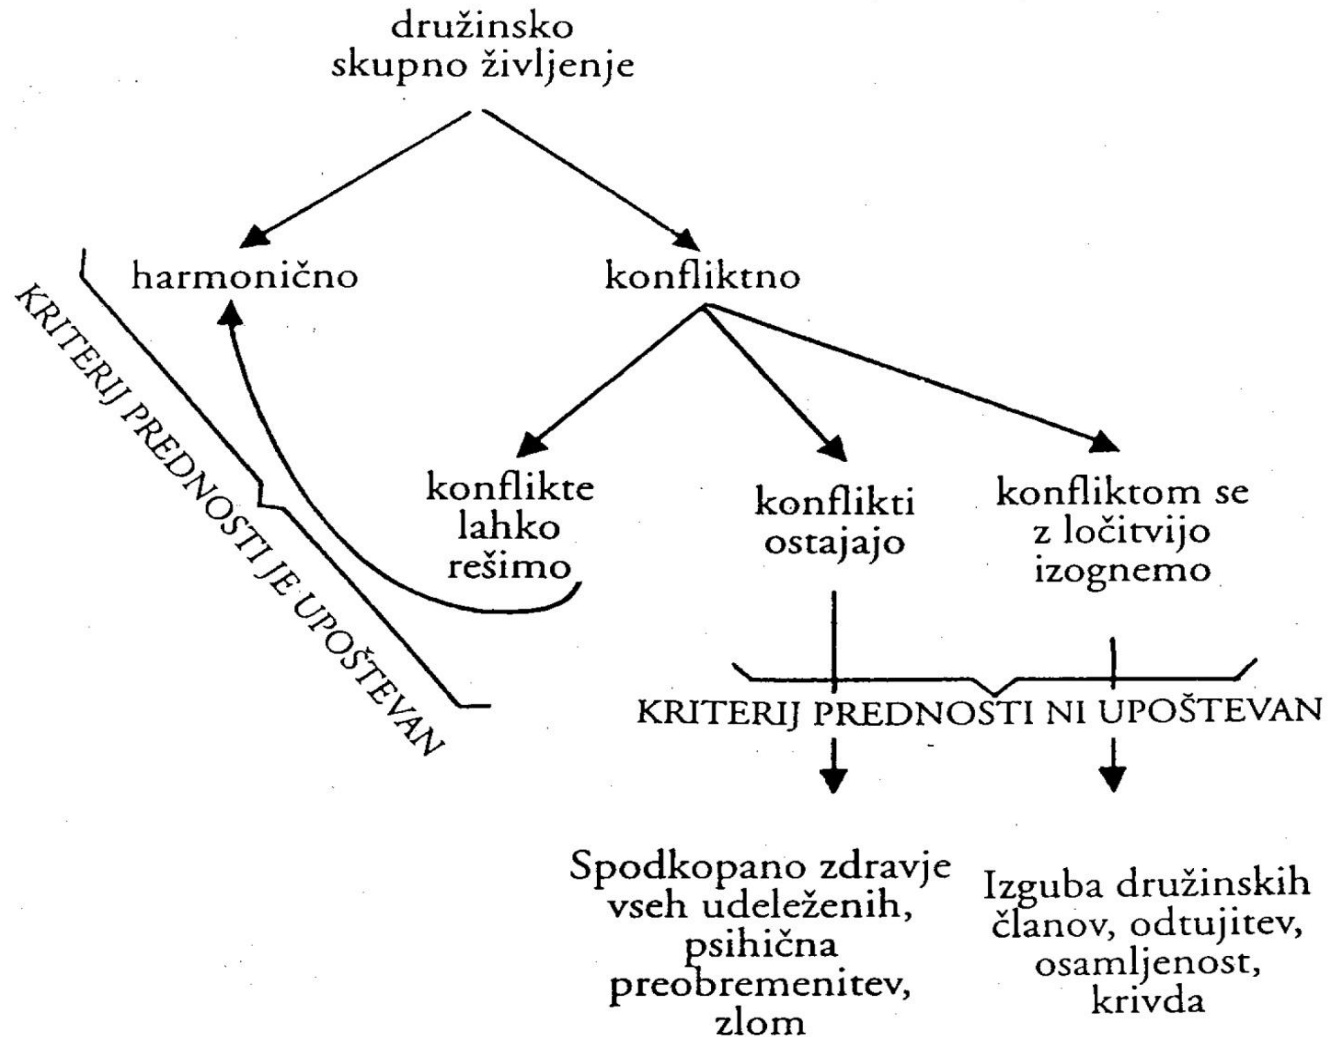 družinsko
skupno življenje
harmonično
konfliktno
KRITERIJ PREDNOSTI JE UPOŠTEVAN
konflikte
lahko
rešimo
konflikti
ostajajo
konfliktom se
z ločitvijo
izognemo
KRITERIJ PREDNOSTI NI UPOŠTEVAN
Spodkopano zdravje
vseh udeleženih,
psihična
preobremenitev,
zlom
Izguba družinskih
članov, odtujitev,
osamljenost,
krivda